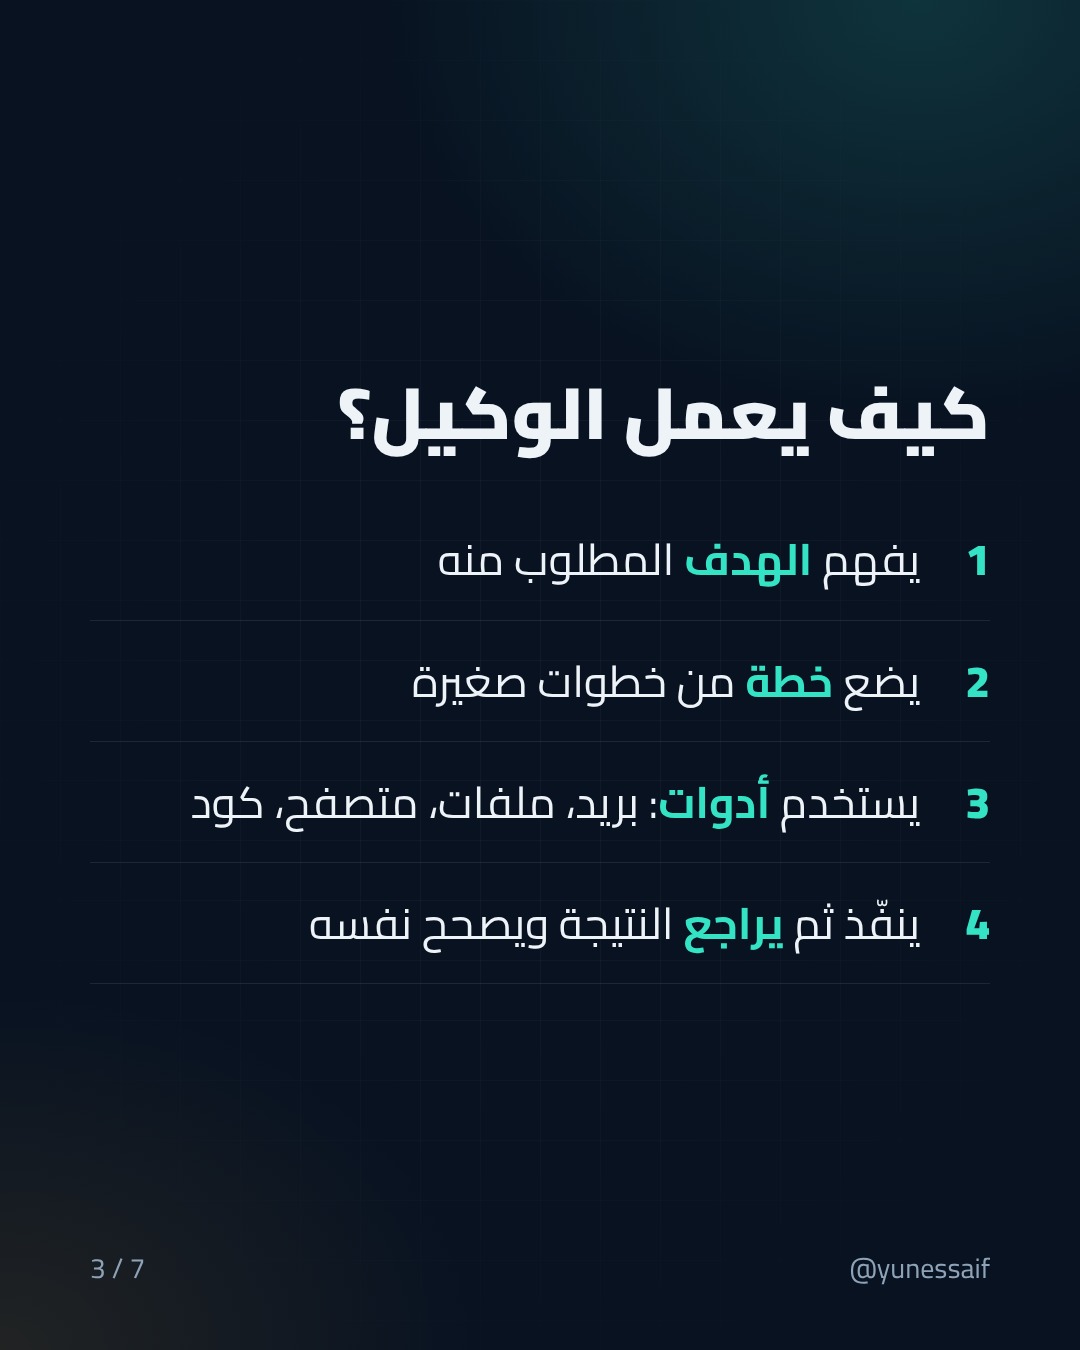 كيف يعمل الوكيل؟
1 يفهم الهدف المطلوب منه
2 يضع خطة من خطوات صغيرة
3 يستخدم أدوات: بريد، ملفات، متصفح، كود
4 ينفّذ ثم يراجع النتيجة ويصحح نفسه
@yunessaif
3 / 7